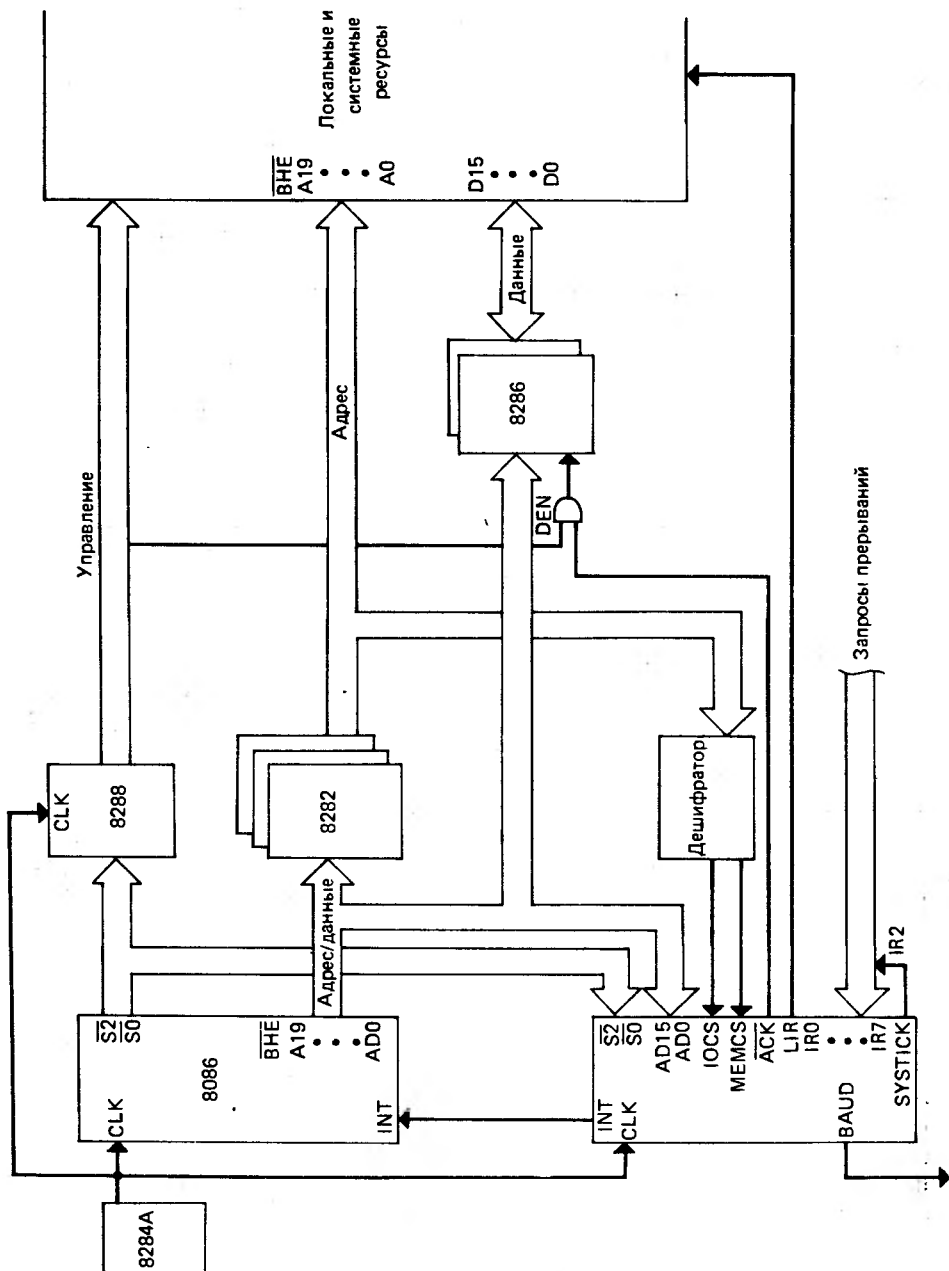 8284A
CLK
8086
INT
S2
S0
BHE
A19
AD0
CLK
8288
8282
Управление
Адрес/данные
Адрес
8286
DEN
Данные
BHE
A19
A0
D15
D0
Локальные и
системные
ресурсы
INT
CLK
BAUD
S2
S0
AD15
AD0
IOCS
MEMCS
ACK
LIR
IR0
IR7
SYSTICK
IR2
Дешифратор
Запросы прерываний